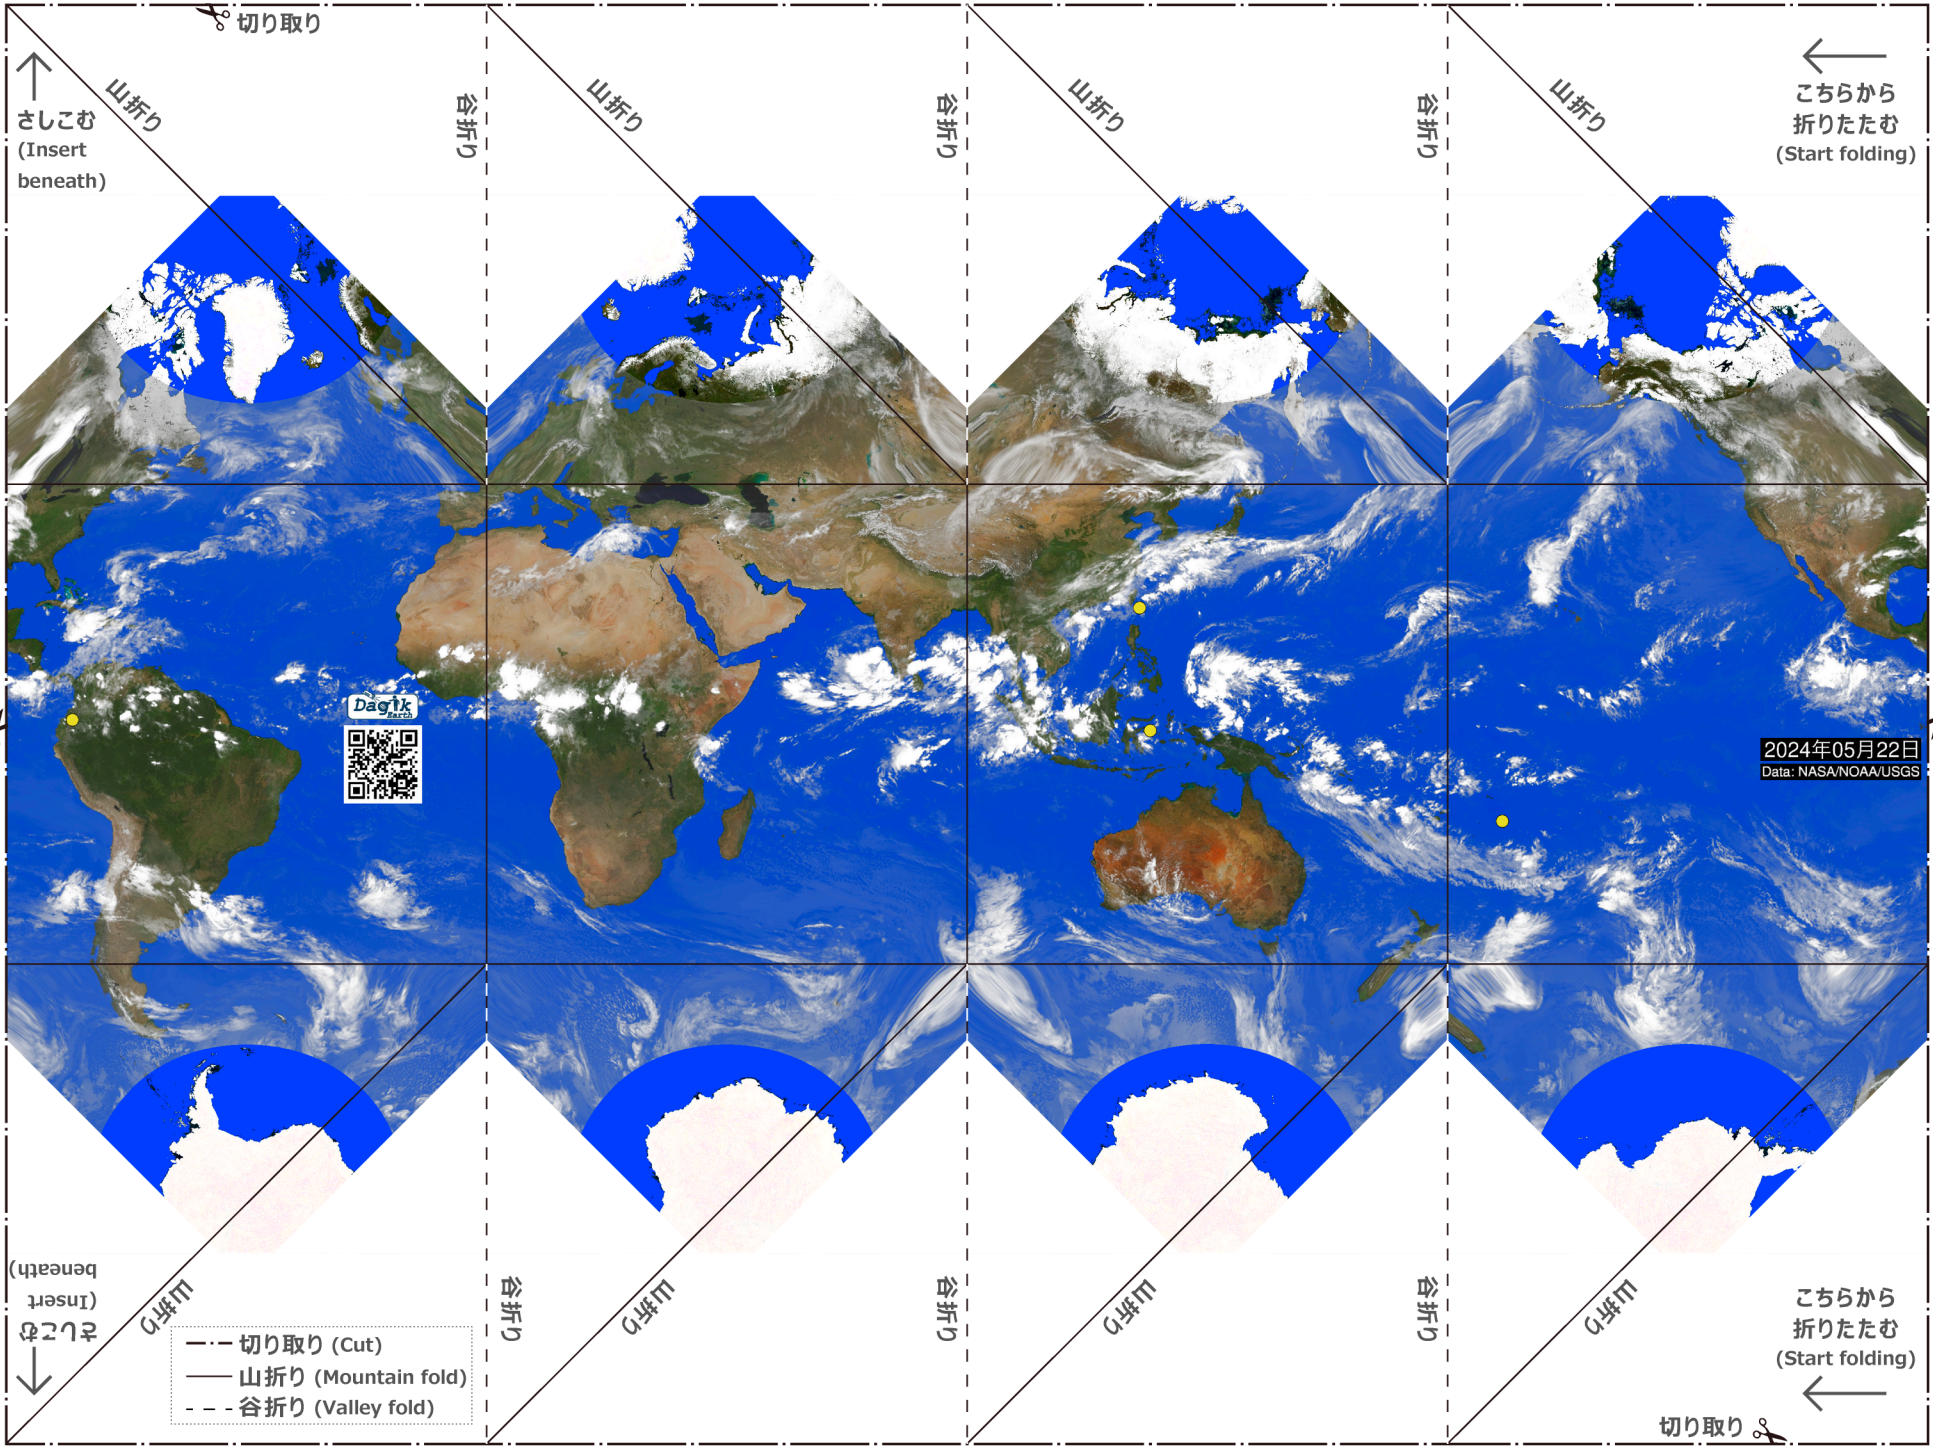 切り取り
山折り
谷折り
山折り
谷折り
山折り
谷折り
山折り
さしこむ
(Insert
beneath)
こちらから
折りたたむ
(Start folding)
Dagik
Earth
2024年05月22日
Data: NASA/NOAA/USGS
さしこむ
(Insert
beneath)
山折り
谷折り
山折り
谷折り
山折り
谷折り
山折り
こちらから
折りたたむ
(Start folding)
切り取り (Cut)
山折り (Mountain fold)
谷折り (Valley fold)
切り取り